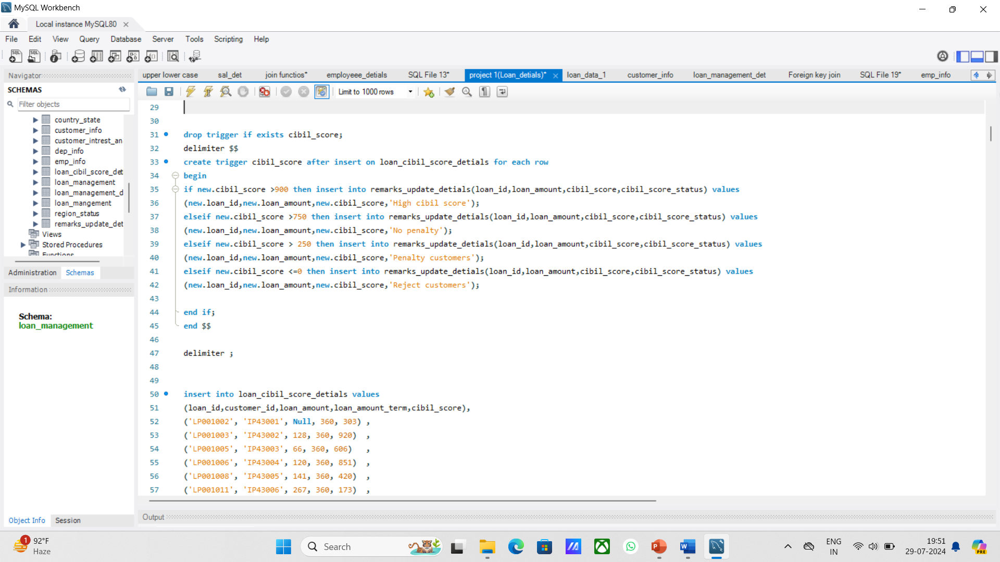 MySQL Workbench
Local instance MySQL80
File Edit View Query Database Server Tools Scripting Help
Navigator
upper lower case sal_det join functios* employeee_detials SQL File 13* project 1(Loan_detials)* loan_data_1 customer_info loan_management_det Foreign key join SQL File 19* emp_info
SCHEMAS
Limit to 1000 rows
Filter objects
country_state
customer_info
customer_intrest_an
dep_info
emp_info
loan_cibil_score_det
loan_management
loan_management_d
loan_mangement
region_status
remarks_update_det
Views
Stored Procedures
Functions
Administration Schemas
Information
Schema:
loan_management
Object Info Session
29
30
31 drop trigger if exists cibil_score;
32 delimiter $$
33 create trigger cibil_score after insert on loan_cibil_score_detials for each row
34 begin
35 if new.cibil_score >900 then insert into remarks_update_detials(loan_id,loan_amount,cibil_score,cibil_score_status) values
36 (new.loan_id,new.loan_amount,new.cibil_score,'High cibil score');
37 elseif new.cibil_score >750 then insert into remarks_update_detials(loan_id,loan_amount,cibil_score,cibil_score_status) values
38 (new.loan_id,new.loan_amount,new.cibil_score,'No penalty');
39 elseif new.cibil_score > 250 then insert into remarks_update_detials(loan_id,loan_amount,cibil_score,cibil_score_status) values
40 (new.loan_id,new.loan_amount,new.cibil_score,'Penalty customers');
41 elseif new.cibil_score <=0 then insert into remarks_update_detials(loan_id,loan_amount,cibil_score,cibil_score_status) values
42 (new.loan_id,new.loan_amount,new.cibil_score,'Reject customers');
43
44 end if;
45 end $$
46
47 delimiter ;
48
49
50 insert into loan_cibil_score_detials values
51 (loan_id,customer_id,loan_amount,loan_amount_term,cibil_score),
52 ('LP001002', 'IP43001', Null, 360, 303) ,
53 ('LP001003', 'IP43002', 128, 360, 920) ,
54 ('LP001005', 'IP43003', 66, 360, 606) ,
55 ('LP001006', 'IP43004', 120, 360, 851) ,
56 ('LP001008', 'IP43005', 141, 360, 420) ,
57 ('LP001011', 'IP43006', 267, 360, 173) ,
Output
1
92°F
Haze
Search
ENG
IN
19:51
29-07-2024
PRE